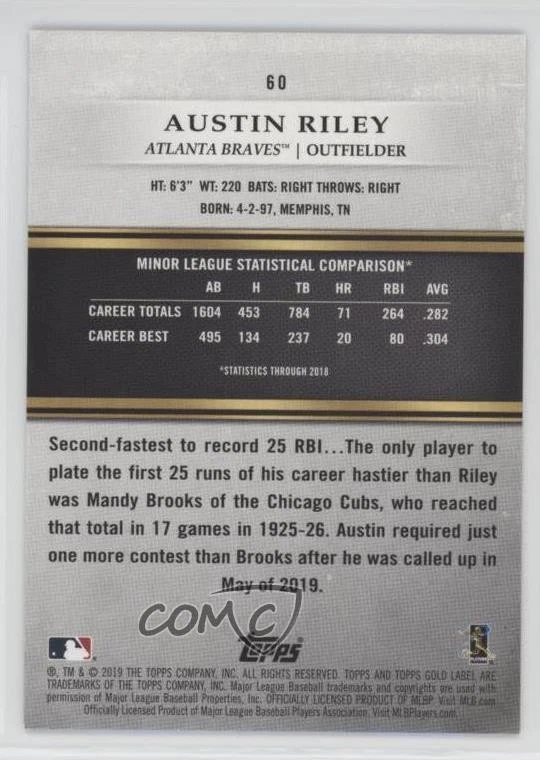 60
AUSTIN RILEY
ATLANTA BRAVES™ | OUTFIELDER
HT: 6'3" WT: 220 BATS: RIGHT THROWS: RIGHT
BORN: 4-2-97, MEMPHIS, TN
MINOR LEAGUE STATISTICAL COMPARISON*
AB H TB HR RBI AVG
CAREER TOTALS 1604 453 784 71 264 .282
CAREER BEST 495 134 237 20 80 .304
*STATISTICS THROUGH 2018
Second-fastest to record 25 RBI...The only player to
plate the first 25 runs of his career hastier than Riley
was Mandy Brooks of the Chicago Cubs, who reached
that total in 17 games in 1925-26. Austin required just
one more contest than Brooks after he was called up in
May of 2019.
COMC
TOPPS
®, TM & © 2019 THE TOPPS COMPANY, INC. ALL RIGHTS RESERVED. TOPPS AND TOPPS GOLD LABEL ARE
TRADEMARKS OF THE TOPPS COMPANY, INC. Major League Baseball trademarks and copyrights are used with
permission of Major League Baseball Properties, Inc. OFFICIALLY LICENSED PRODUCT OF MLBP. Visit MLB.com
Officially Licensed Product of Major League Baseball Players Association. Visit MLBPlayers.com.